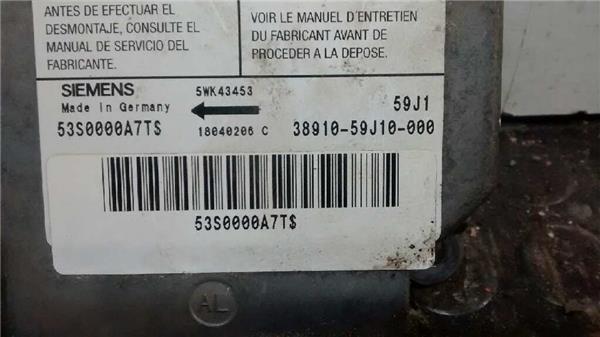 ANTES DE EFECTUAR EL
DESMONTAJE, CONSULTE EL
MANUAL DE SERVICIO DEL
FABRICANTE.
VOIR LE MANUEL D'ENTRETIEN
DU FABRICANT AVANT DE
PROCEDER A LA DEPOSE.
SIEMENS 5WK43453
Made In Germany 59J1
53S0000A7T$ 18040206 C 38910-59J10-000
53S0000A7T$
AL